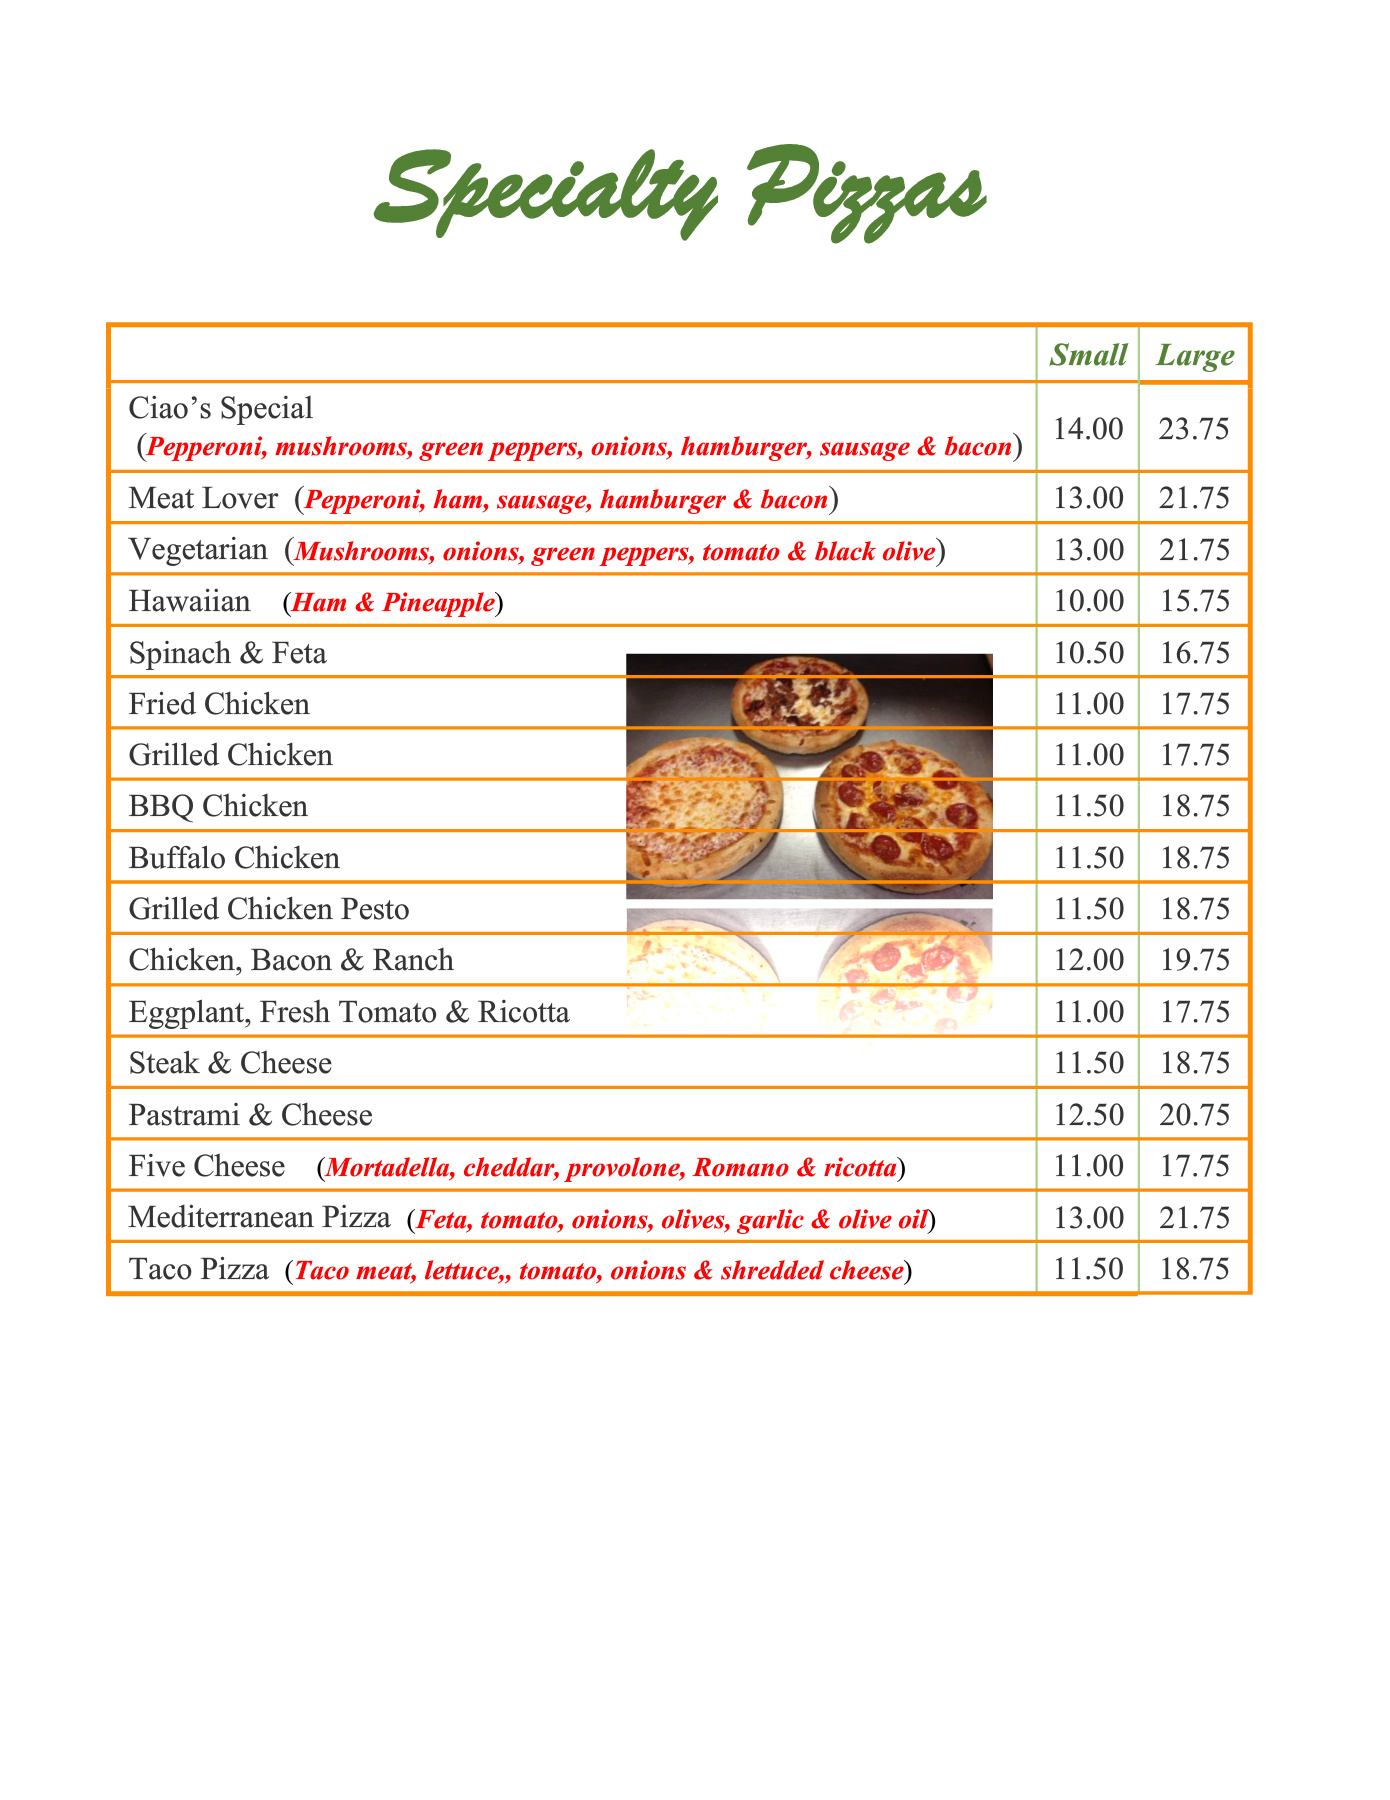 Specialty Pizzas
Small Large
Ciao’s Special
(Pepperoni, mushrooms, green peppers, onions, hamburger, sausage & bacon) 14.00 23.75
Meat Lover (Pepperoni, ham, sausage, hamburger & bacon) 13.00 21.75
Vegetarian (Mushrooms, onions, green peppers, tomato & black olive) 13.00 21.75
Hawaiian (Ham & Pineapple) 10.00 15.75
Spinach & Feta 10.50 16.75
Fried Chicken 11.00 17.75
Grilled Chicken 11.00 17.75
BBQ Chicken 11.50 18.75
Buffalo Chicken 11.50 18.75
Grilled Chicken Pesto 11.50 18.75
Chicken, Bacon & Ranch 12.00 19.75
Eggplant, Fresh Tomato & Ricotta 11.00 17.75
Steak & Cheese 11.50 18.75
Pastrami & Cheese 12.50 20.75
Five Cheese (Mortadella, cheddar, provolone, Romano & ricotta) 11.00 17.75
Mediterranean Pizza (Feta, tomato, onions, olives, garlic & olive oil) 13.00 21.75
Taco Pizza (Taco meat, lettuce,, tomato, onions & shredded cheese) 11.50 18.75